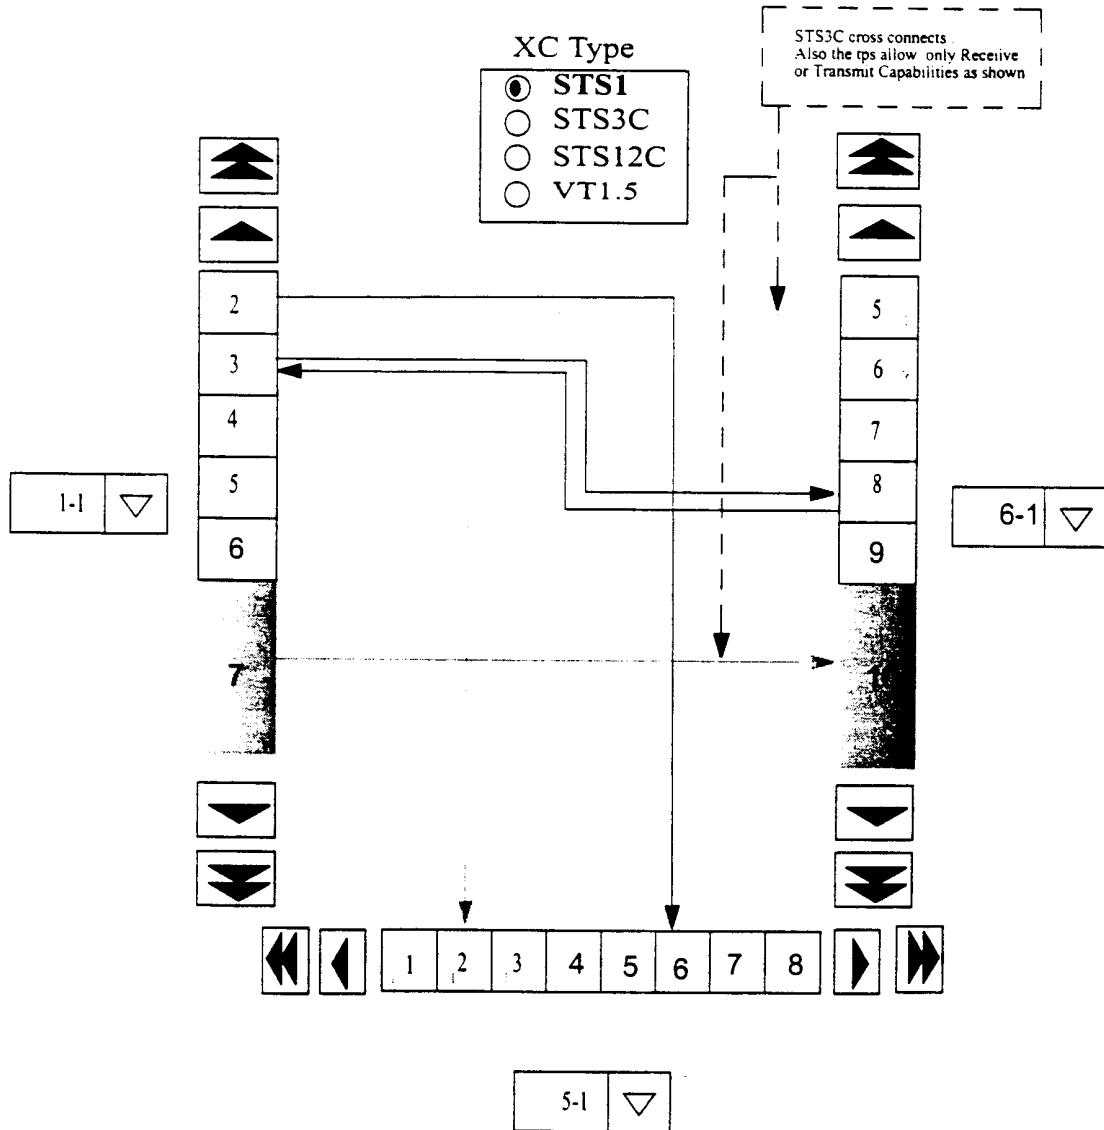 STS3C cross connects
Also the tps allow only Receive
or Transmit Capabilities as shown
XC Type
STS1
STS3C
STS12C
VT1.5
2
3
4
5
6
7
1-1
5
6
7
8
9
6-1
1 2 3 4 5 6 7 8
5-1